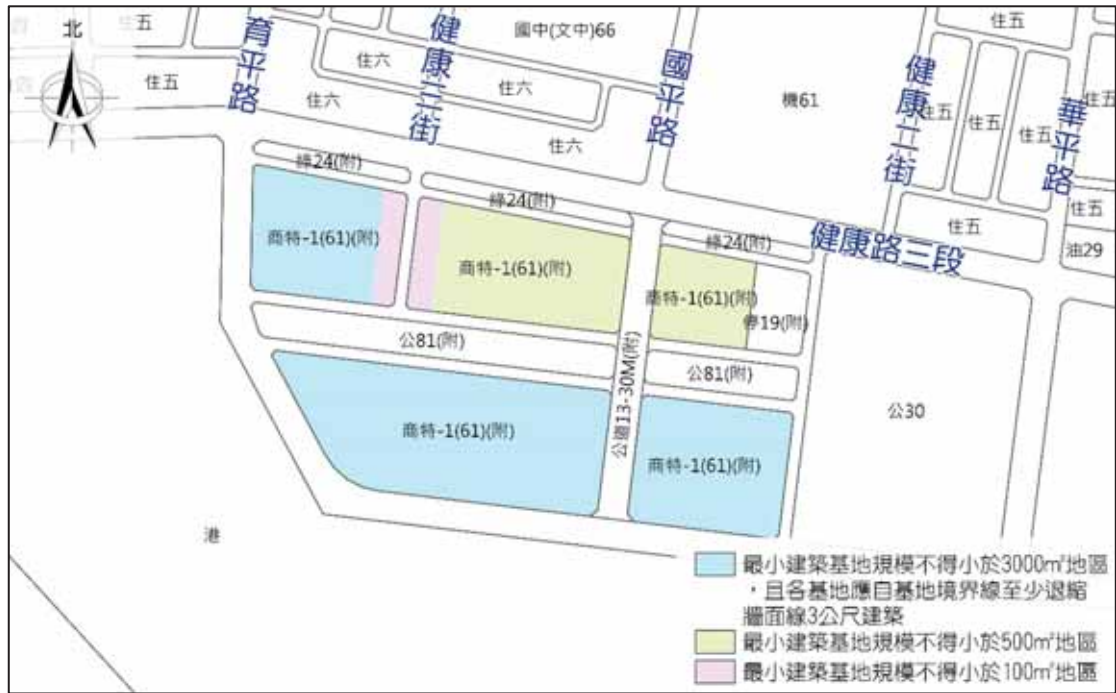 北
育平路
健康三街
國平路
健康二街
華平路
健康路三段
住五
國中(文中)66
住五
住五
住六
住六
機61
住五
住五
住五
住五
住六
住六
住五
住五
油29
綠24(附)
綠24(附)
綠24(附)
商特-1(61)(附)
商特-1(61)(附)
商特-1(61)(附)
停19(附)
公81(附)
公81(附)
公道13-30M(附)
公30
商特-1(61)(附)
商特-1(61)(附)
港
最小建築基地規模不得小於3000㎡地區
，且各基地應自基地境界線至少退縮
牆面線3公尺建築
最小建築基地規模不得小於500㎡地區
最小建築基地規模不得小於100㎡地區